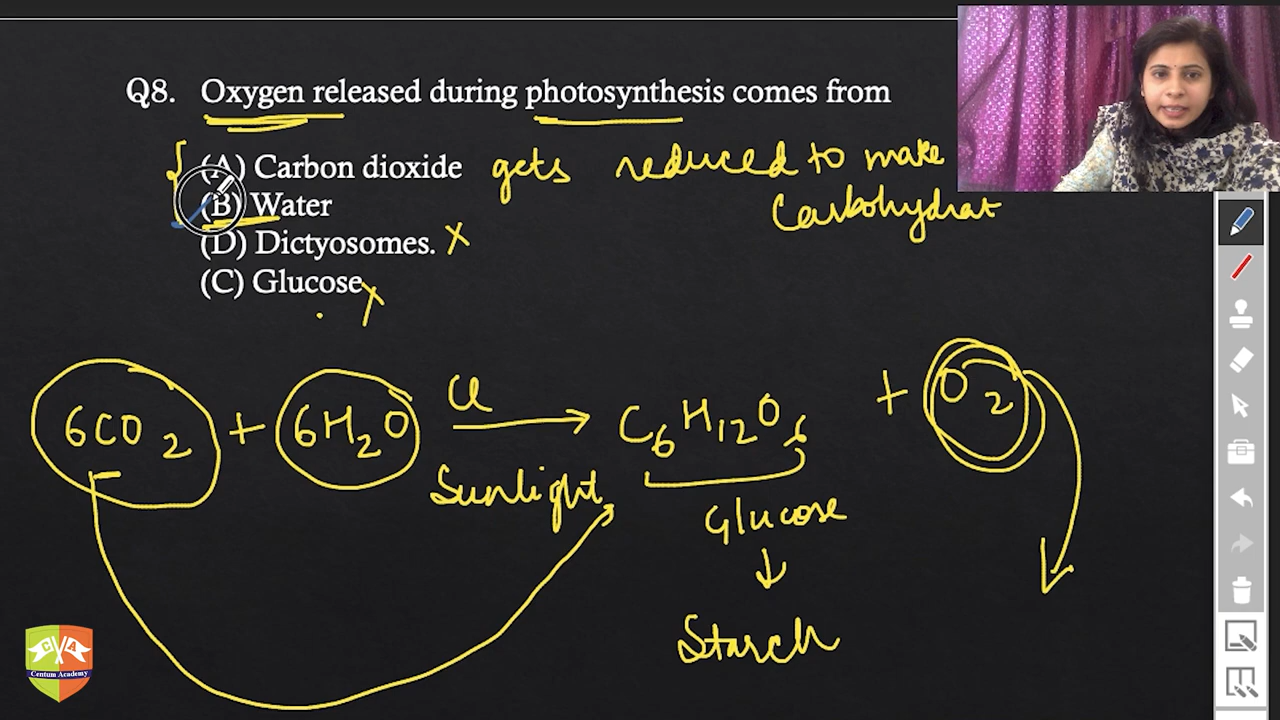 Q8. Oxygen released during photosynthesis comes from
(A) Carbon dioxide gets reduced to make
Carbohydrat
(B) Water
(D) Dictyosomes. X
(C) Glucose X
6CO2 + 6H2O → C6H12O6 + O2
Sunlight
Glucose
↓
Starch
Centum Academy